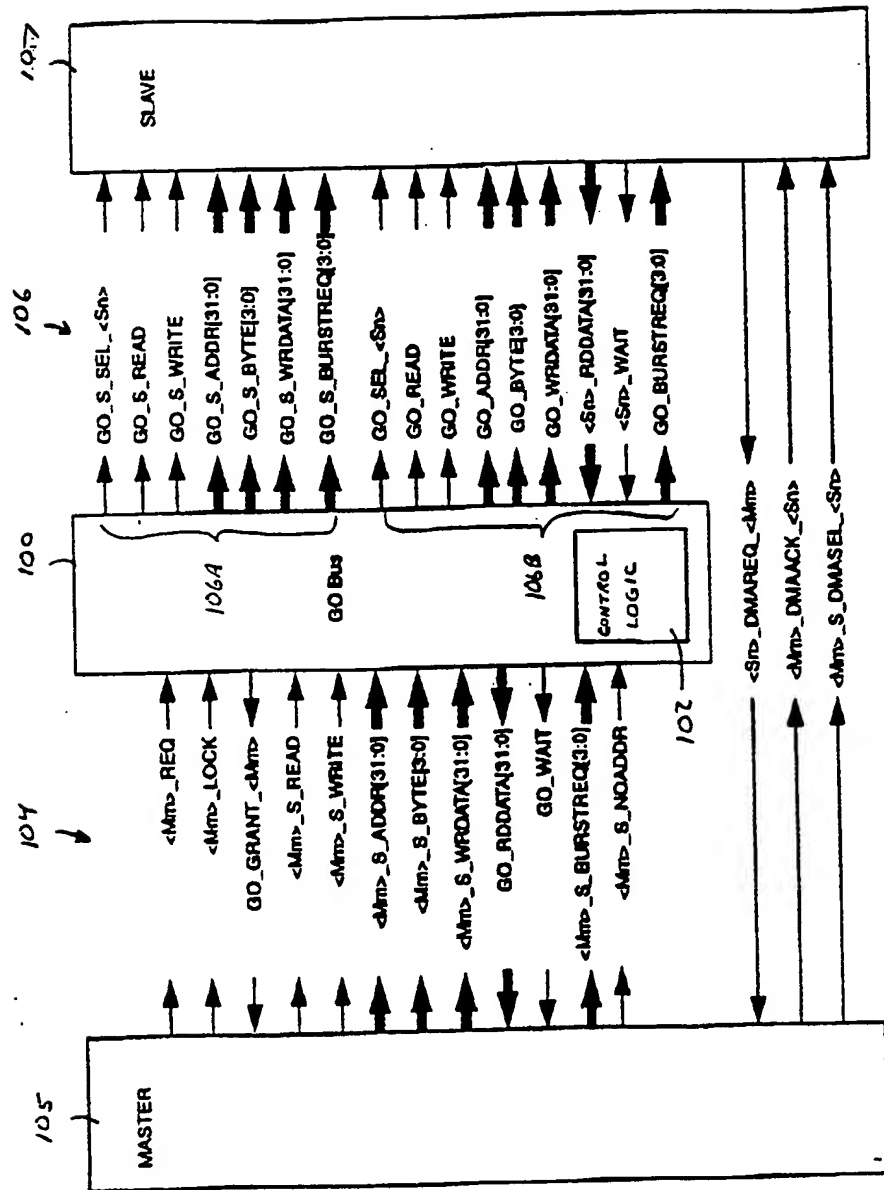 105
MASTER
104
<Mm>_REQ
<Mm>_LOCK
GO_GRANT_<Mm>
<Mm>_S_READ
<Mm>_S_WRITE
<Mm>_S_ADDR[31:0]
<Mm>_S_BYTE[3:0]
<Mm>_S_WRDATA[31:0]
GO_RDDATA[31:0]
GO_WAIT
<Mm>_S_BURSTREQ[3:0]
<Mm>_S_NOADDR
100
106A
GO Bus
106B
CONTROL
LOGIC
102
106
GO_S_SEL_<Sn>
GO_S_READ
GO_S_WRITE
GO_S_ADDR[31:0]
GO_S_BYTE[3:0]
GO_S_WRDATA[31:0]
GO_S_BURSTREQ[3:0]
GO_SEL_<Sn>
GO_READ
GO_WRITE
GO_ADDR[31:0]
GO_BYTE[3:0]
GO_WRDATA[31:0]
<Sn>_RDDATA[31:0]
<Sn>_WAIT
GO_BURSTREQ[3:0]
<Sn>_DMAREQ_<Mm>
<Mm>_DMAACK_<Sn>
<Mm>_S_DMASEL_<Sn>
107
SLAVE